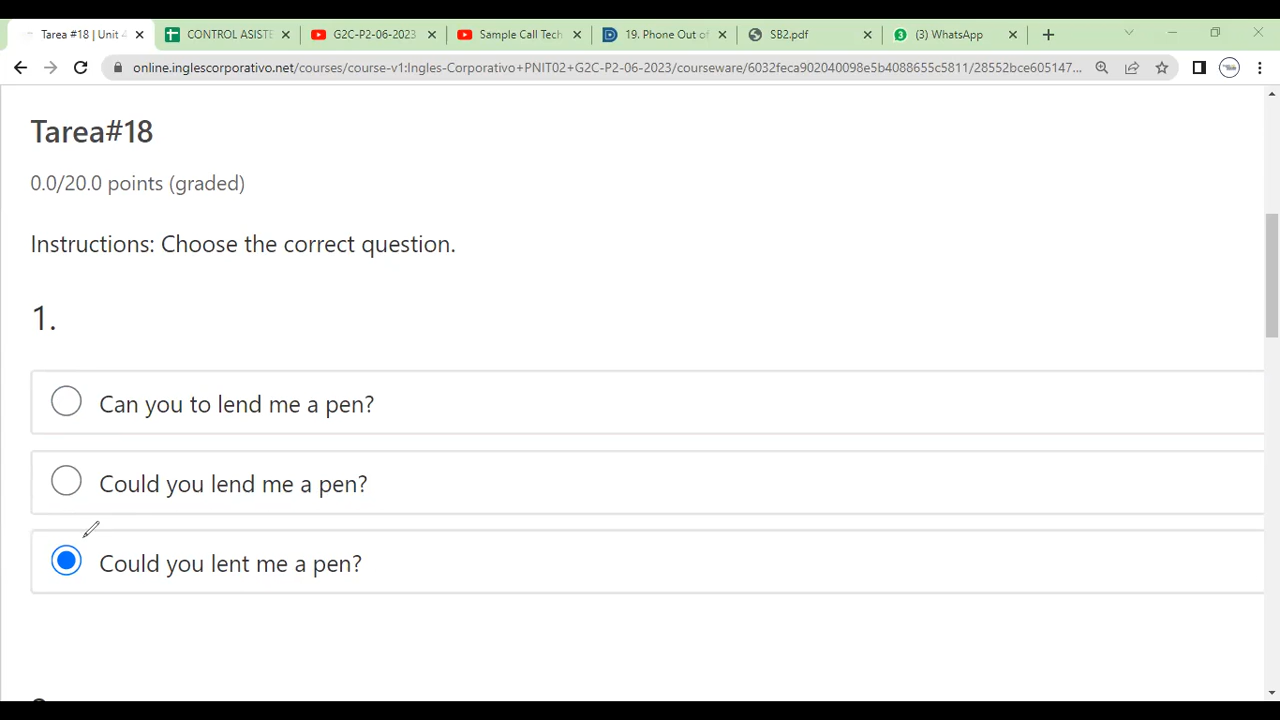 Tarea #18 | Unit 4
CONTROL ASISTE
G2C-P2-06-2023
Sample Call Tech
19. Phone Out of
SB2.pdf
(3) WhatsApp
online.inglescorporativo.net/courses/course-v1:Ingles-Corporativo+PNIT02+G2C-P2-06-2023/courseware/6032feca902040098e5b4088655c5811/28552bce605147...
Tarea#18
0.0/20.0 points (graded)
Instructions: Choose the correct question.
1.
Can you to lend me a pen?
Could you lend me a pen?
Could you lent me a pen?